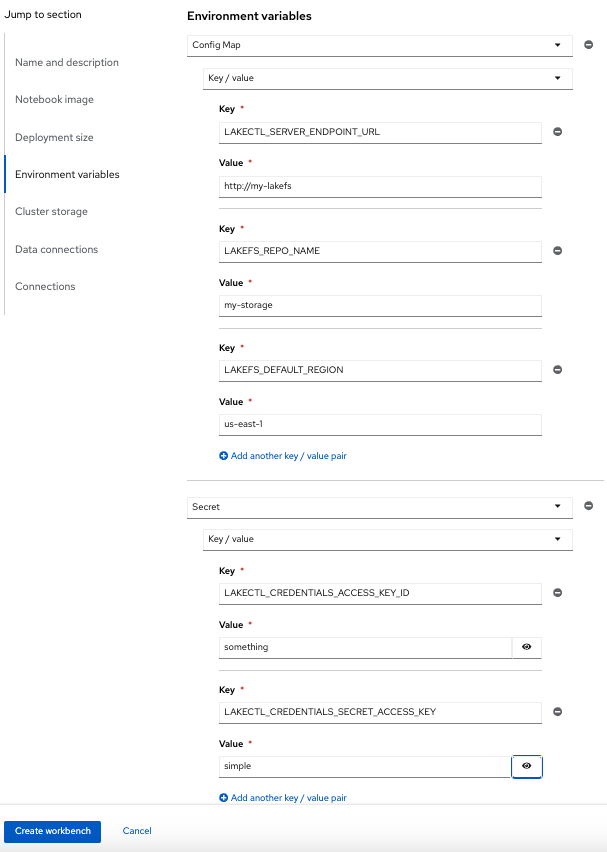 Jump to section
Name and description
Notebook image
Deployment size
Environment variables
Cluster storage
Data connections
Connections
Environment variables
Config Map
Key / value
Key *
LAKECTL_SERVER_ENDPOINT_URL
Value *
http://my-lakefs
Key *
LAKEFS_REPO_NAME
Value *
my-storage
Key *
LAKEFS_DEFAULT_REGION
Value *
us-east-1
Add another key / value pair
Secret
Key / value
Key *
LAKECTL_CREDENTIALS_ACCESS_KEY_ID
Value *
something
Key *
LAKECTL_CREDENTIALS_SECRET_ACCESS_KEY
Value *
simple
Add another key / value pair
Create workbench
Cancel